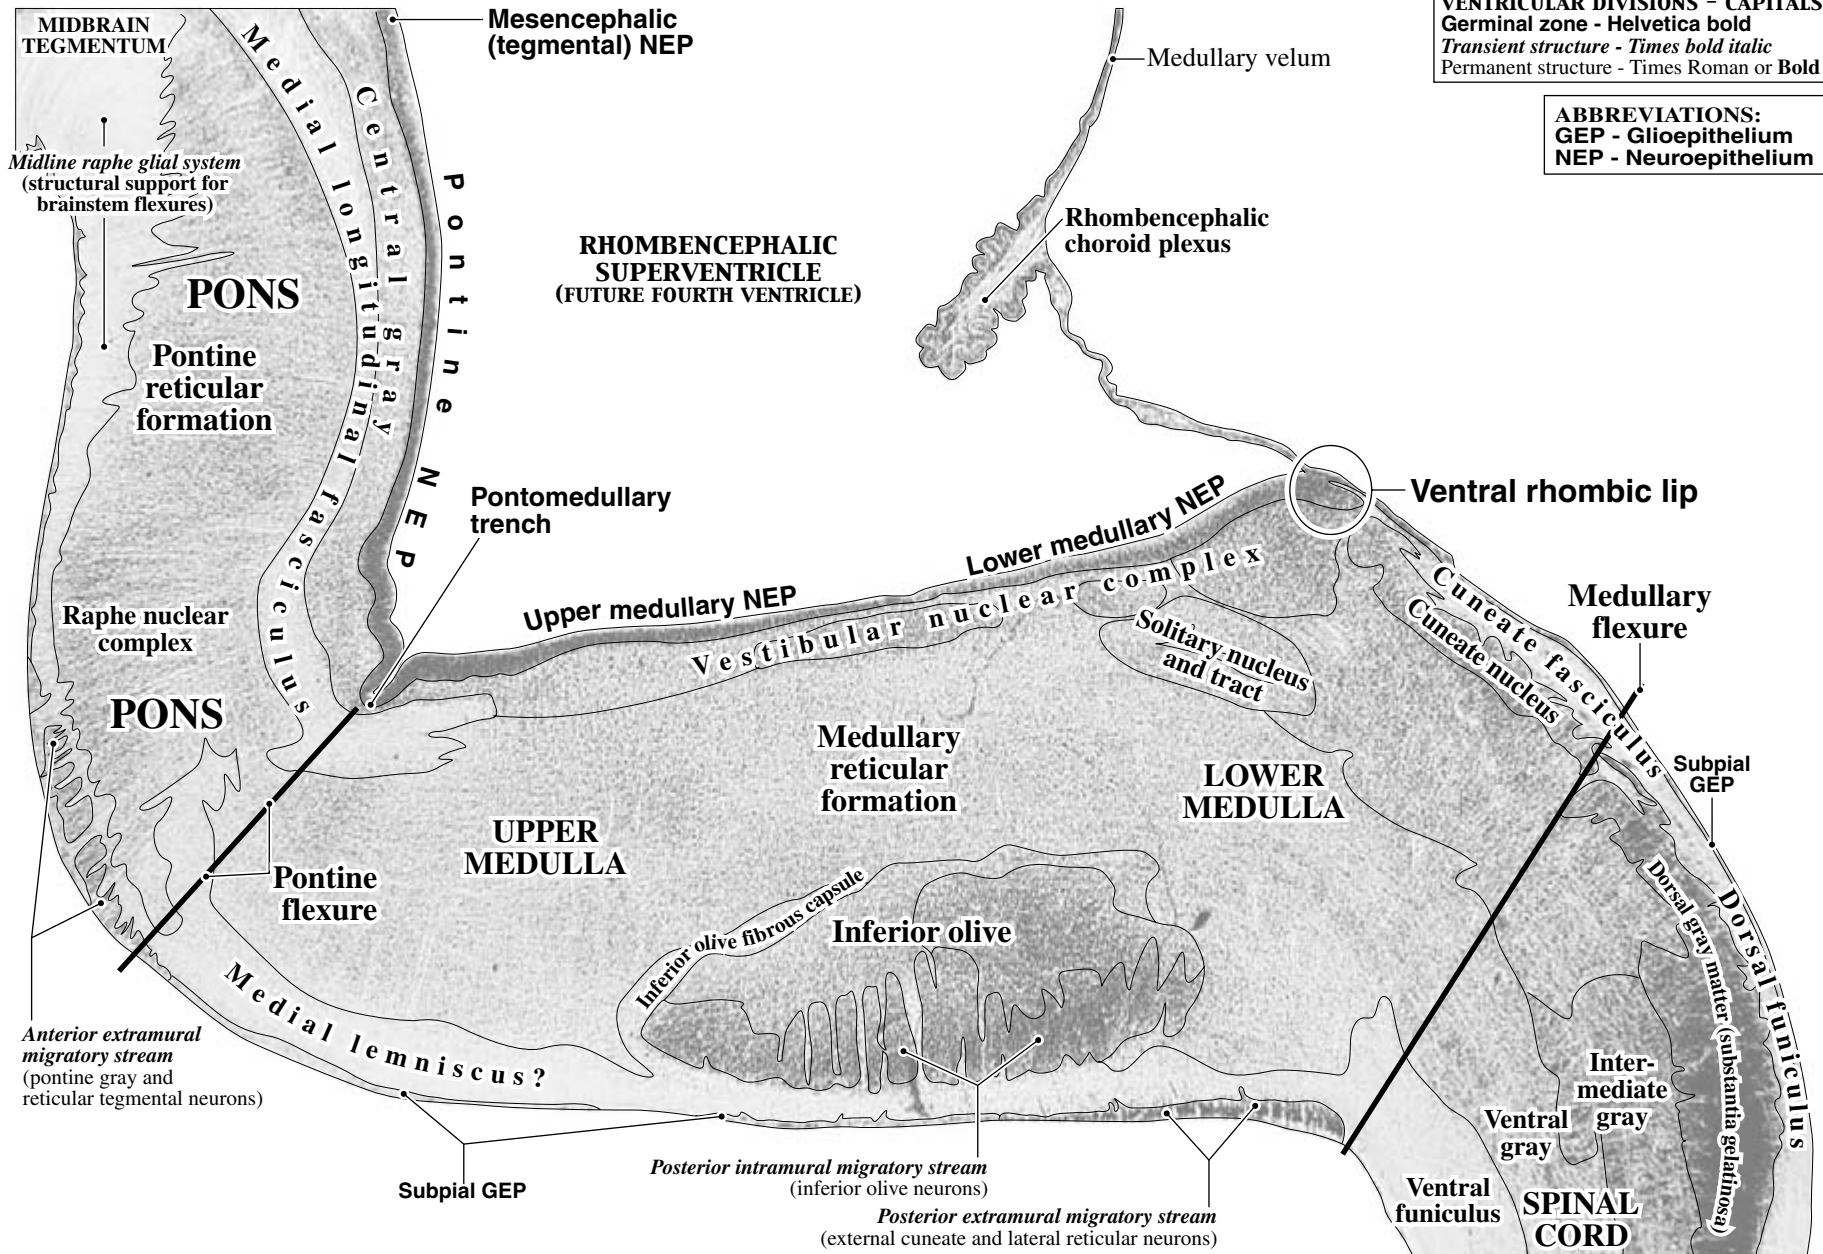 MIDBRAIN
TEGMENTUM
Mesencephalic
(tegmental) NEP
Medullary velum
VENTRICULAR DIVISIONS – CAPITALS
Germinal zone - Helvetica bold
Transient structure - Times bold italic
Permanent structure - Times Roman or Bold
ABBREVIATIONS:
GEP - Glioepithelium
NEP - Neuroepithelium
Medial longitudinal fasciculus
Central gray
Pontine NEP
Midline raphe glial system
(structural support for
brainstem flexures)
RHOMBENCEPHALIC
SUPERVENTRICLE
(FUTURE FOURTH VENTRICLE)
Rhombencephalic
choroid plexus
PONS
Pontine
reticular
formation
Pontomedullary
trench
Ventral rhombic lip
Lower medullary NEP
Upper medullary NEP
Vestibular nuclear complex
Solitary nucleus
and tract
Cuneate fasciculus
Cuneate nucleus
Medullary
flexure
Raphe nuclear
complex
PONS
Medullary
reticular
formation
LOWER
MEDULLA
Subpial
GEP
UPPER
MEDULLA
Pontine
flexure
Inferior olive fibrous capsule
Inferior olive
Dorsal gray matter (substantia gelatinosa)
Dorsal funiculus
Medial lemniscus?
Anterior extramural
migratory stream
(pontine gray and
reticular tegmental neurons)
Inter-
mediate
gray
Ventral
gray
Subpial GEP
Posterior intramural migratory stream
(inferior olive neurons)
Posterior extramural migratory stream
(external cuneate and lateral reticular neurons)
Ventral
funiculus
SPINAL
CORD